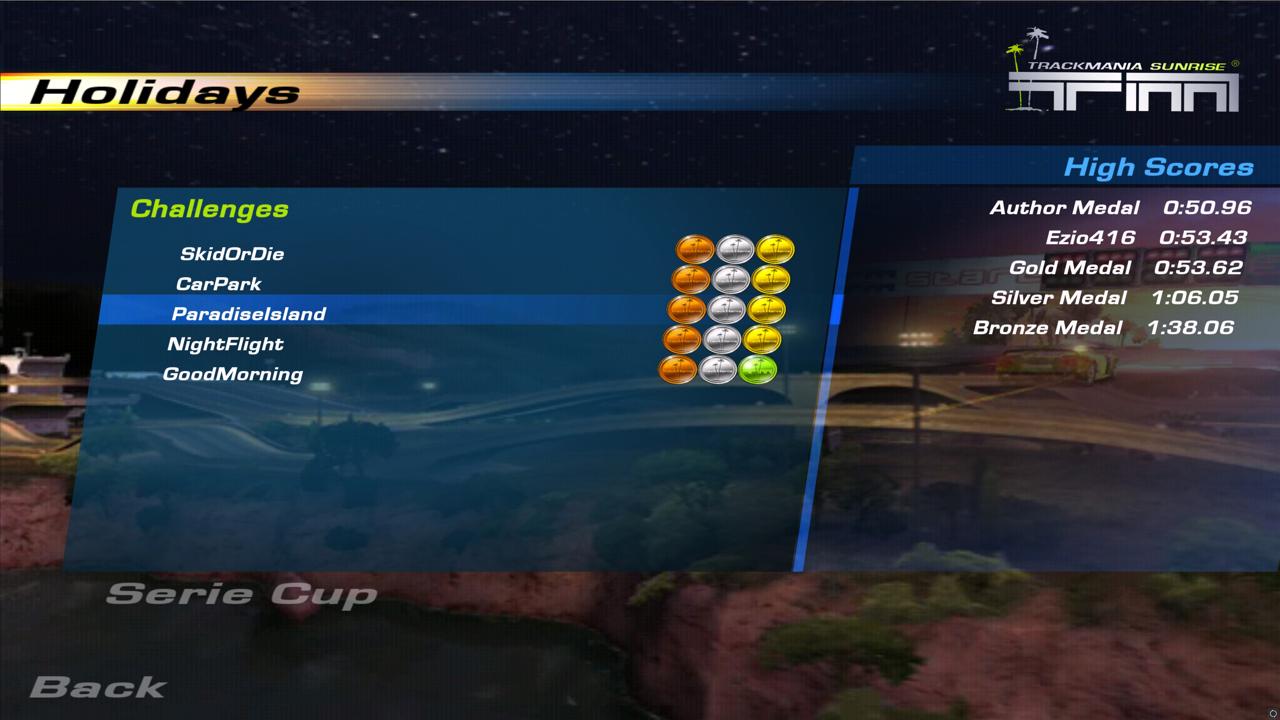 Holidays
TRACKMANIA SUNRISE ®
TM
High Scores
Challenges
SkidOrDie
CarPark
ParadiseIsland
NightFlight
GoodMorning
Author Medal 0:50.96
Ezio416 0:53.43
Gold Medal 0:53.62
Silver Medal 1:06.05
Bronze Medal 1:38.06
start
Serie Cup
Back